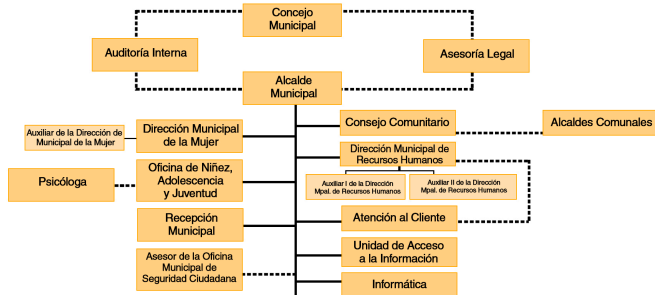 Concejo
Municipal
Auditoría Interna
Asesoría Legal
Alcalde
Municipal
Consejo Comunitario
Alcaldes Comunales
Auxiliar de la Dirección de
Municipal de la Mujer
Dirección Municipal
de la Mujer
Dirección Municipal de
Recursos Humanos
Psicóloga
Oficina de Niñez,
Adolescencia
y Juventud
Auxiliar I de la Dirección
Mpal. de Recursos Humanos
Auxiliar II de la Dirección
Mpal. de Recursos Humanos
Recepción
Municipal
Atención al Cliente
Asesor de la Oficina
Municipal de
Seguridad Ciudadana
Unidad de Acceso
a la Información
Informática